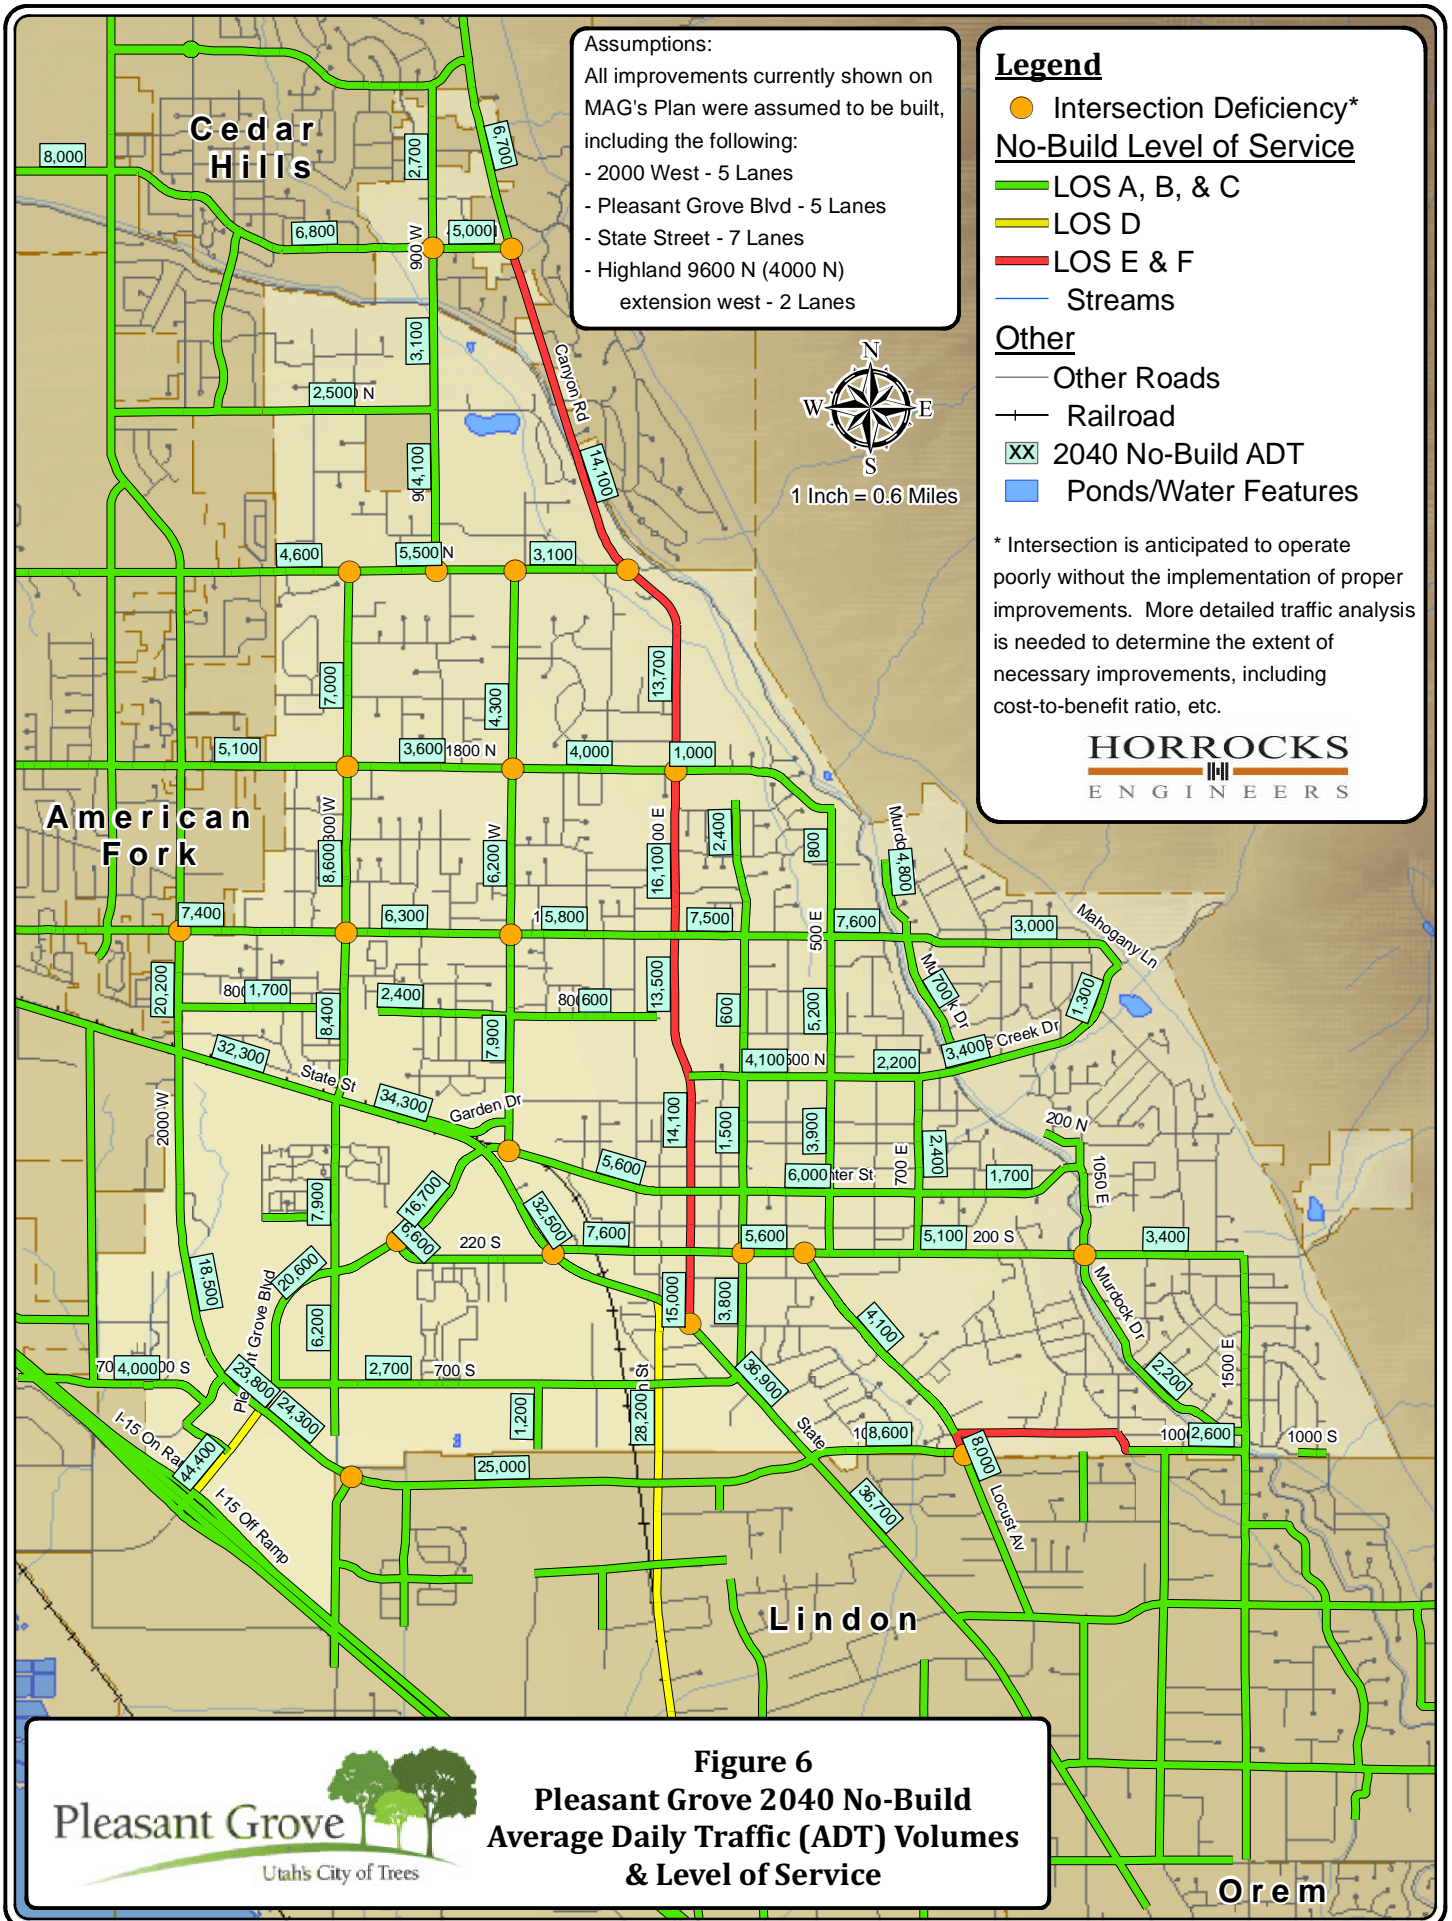 Assumptions:
All improvements currently shown on
MAG's Plan were assumed to be built,
including the following:
- 2000 West - 5 Lanes
- Pleasant Grove Blvd - 5 Lanes
- State Street - 7 Lanes
- Highland 9600 N (4000 N)
extension west - 2 Lanes
Legend
Intersection Deficiency*
No-Build Level of Service
LOS A, B, & C
LOS D
LOS E & F
Streams
Other
Other Roads
Railroad
XX 2040 No-Build ADT
Ponds/Water Features
* Intersection is anticipated to operate
poorly without the implementation of proper
improvements. More detailed traffic analysis
is needed to determine the extent of
necessary improvements, including
cost-to-benefit ratio, etc.
HORROCKS
ENGINEERS
N
W E
S
1 Inch = 0.6 Miles
Cedar
Hills
8,000
2,700
6,700
6,800
900 W
5,000
3,100
Canyon Rd
2,500 N
4,100
14,100
4,600
5,500 N
3,100
7,000
4,300
13,700
5,100
3,600 1800 N
4,000
1,000
American
Fork
8,600
6,200 W
16,100
2,400
800
4,800
7,400
6,300
5,800
7,500
500 E
7,600
3,000
Mahogany Ln
20,200
1,700
8,400
2,400
600
7,900
13,500
600
5,200
700
1,300
3,400 Creek Dr
32,300
State St
34,300
Garden Dr
4,100
2,200
2000 W
14,100
1,500
3,900
700 E
2,400
200 N
1050 E
5,600
6,000
1,700
7,900
16,700
6,600
220 S
32,500
7,600
5,600
5,100 200 S
3,400
18,500
20,600
6,200
15,000
3,800
4,100
Murdock Dr
2,200
1500 E
4,000
23,800
24,300
2,700 700 S
1,200
28,200
36,900
State
8,600
8,000
2,600
1000 S
I-15 On
44,400
I-15 Off Ramp
25,000
36,700
Locust Av
Lindon
Orem
Pleasant Grove
Utah's City of Trees
Figure 6
Pleasant Grove 2040 No-Build
Average Daily Traffic (ADT) Volumes
& Level of Service